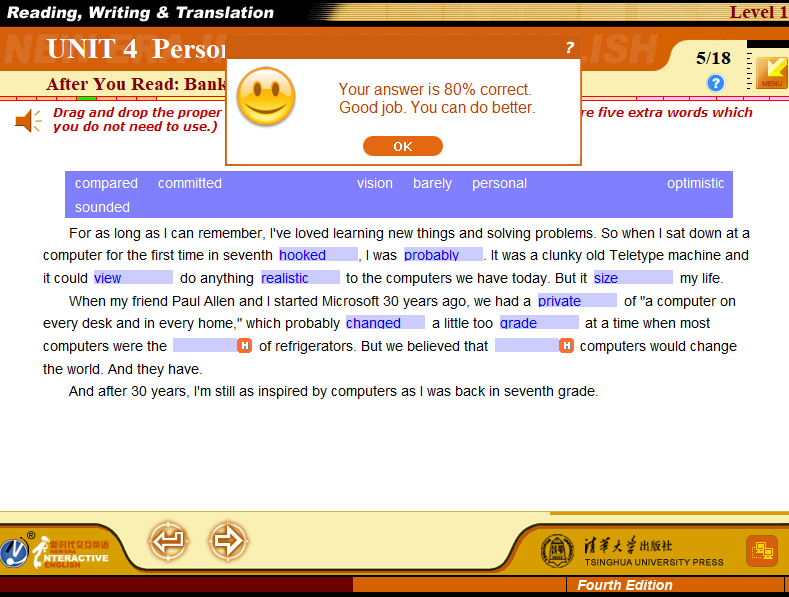 Reading, Writing & Translation
Level 1
UNIT 4 Person
5/18
?
MENU
After You Read: Bank
?
Your answer is 80% correct.
Good job. You can do better.
OK
Drag and drop the proper re five extra words which
you do not need to use.)
compared committed vision barely personal optimistic
sounded
For as long as I can remember, I've loved learning new things and solving problems. So when I sat down at a
computer for the first time in seventh hooked , I was probably . It was a clunky old Teletype machine and
it could view do anything realistic to the computers we have today. But it size my life.
When my friend Paul Allen and I started Microsoft 30 years ago, we had a private of "a computer on
every desk and in every home," which probably changed a little too grade at a time when most
computers were the H of refrigerators. But we believed that H computers would change
the world. And they have.
And after 30 years, I'm still as inspired by computers as I was back in seventh grade.
®
新时代交互英语
NEW ERA
INTERACTIVE
ENGLISH
清华大学出版社
TSINGHUA UNIVERSITY PRESS
Fourth Edition